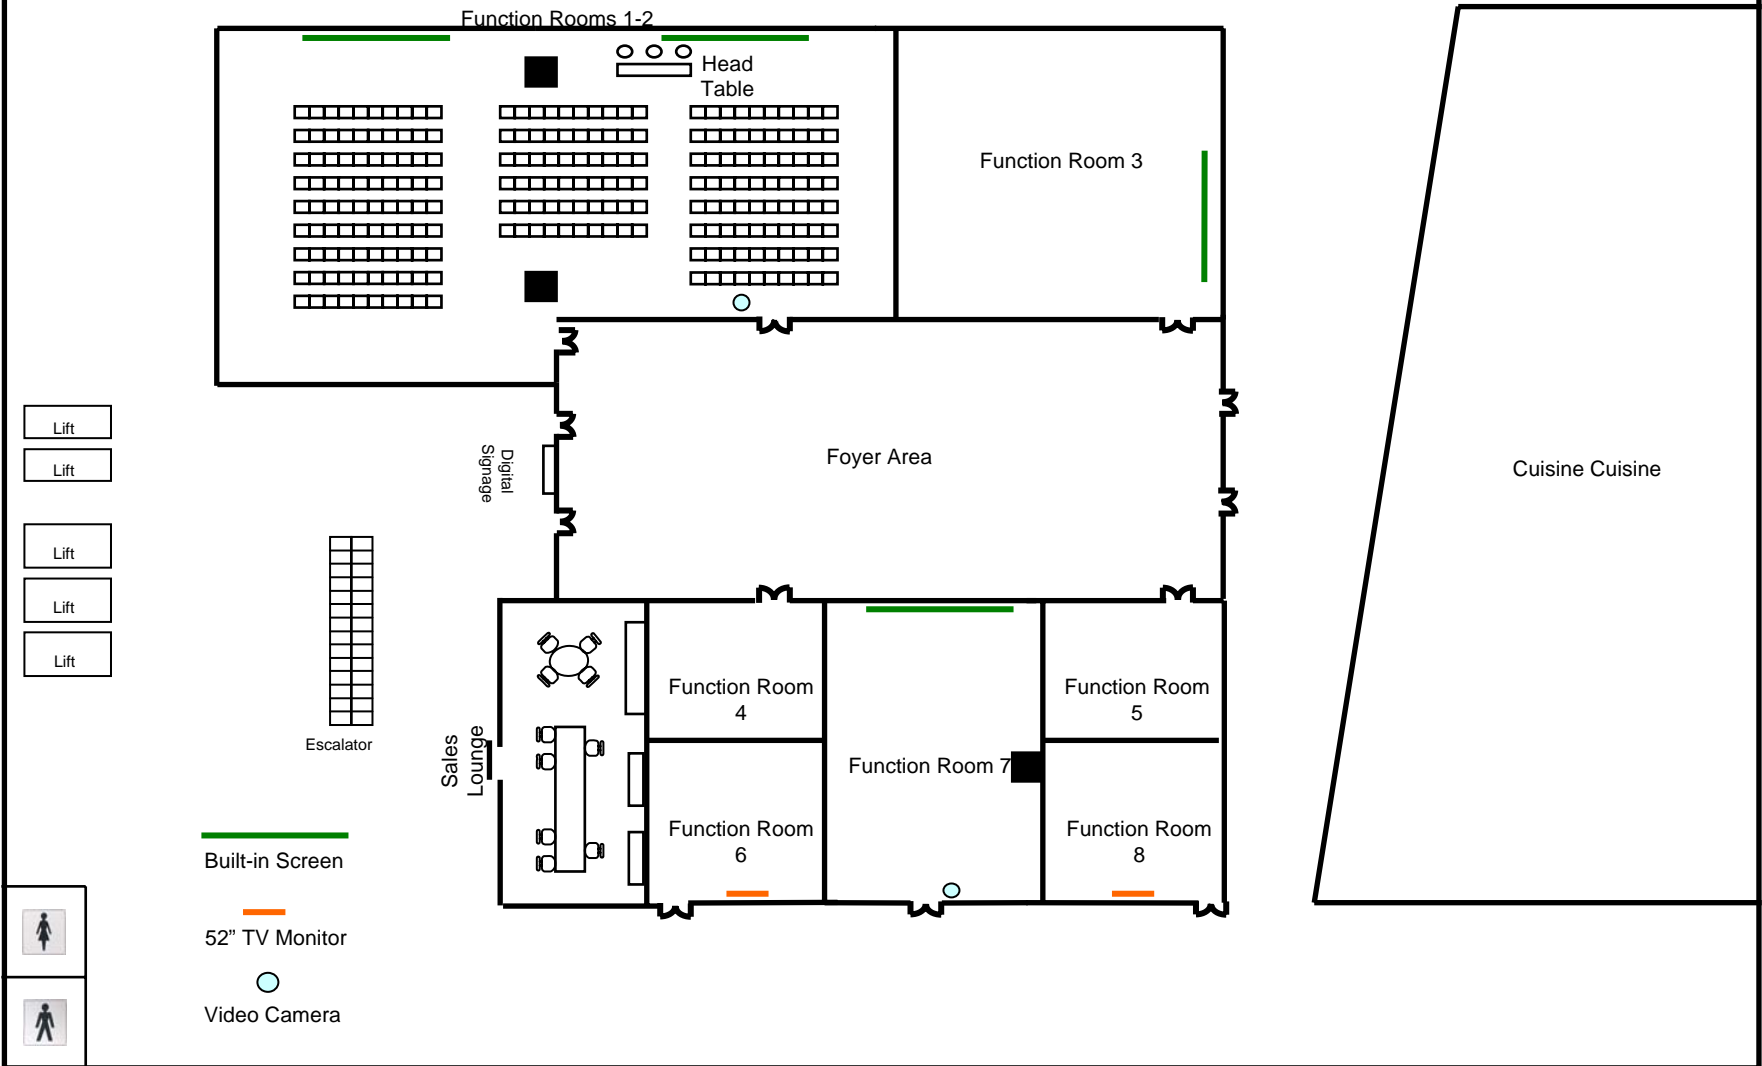 Function Rooms 1-2
Head
Table
Function Room 3
Lift
Lift
Lift
Lift
Lift
Digital
Signage
Foyer Area
Cuisine Cuisine
Escalator
Sales
Lounge
Function Room
4
Function Room
5
Function Room 7
Function Room
6
Function Room
8
Built-in Screen
52” TV Monitor
Video Camera